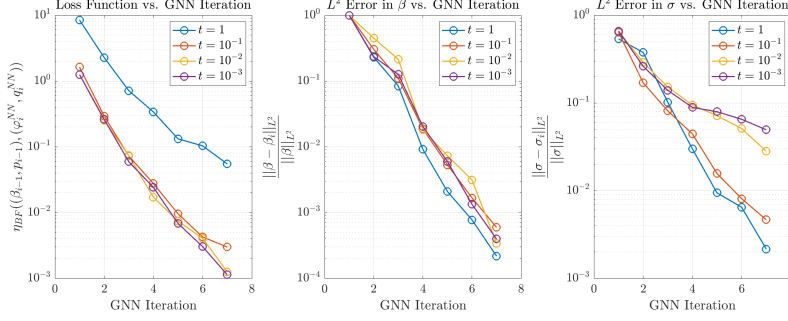 Loss Function vs. GNN Iteration
η_{BF}((β_{i−1}, p_{i−1}), (φ_i^{NN}, q_i^{NN}))
10^1
10^0
10^{−1}
10^{−2}
10^{−3}
0 2 4 6 8
GNN Iteration
t = 1
t = 10^{−1}
t = 10^{−2}
t = 10^{−3}
L^2 Error in β vs. GNN Iteration
||β − β_i||_{L^2}
||β||_{L^2}
10^0
10^{−1}
10^{−2}
10^{−3}
10^{−4}
0 2 4 6
GNN Iteration
t = 1
t = 10^{−1}
t = 10^{−2}
t = 10^{−3}
L^2 Error in σ vs. GNN Iteration
||σ − σ_i||_{L^2}
||σ||_{L^2}
10^0
10^{−1}
10^{−2}
10^{−3}
0 2 4 6
GNN Iteration
t = 1
t = 10^{−1}
t = 10^{−2}
t = 10^{−3}